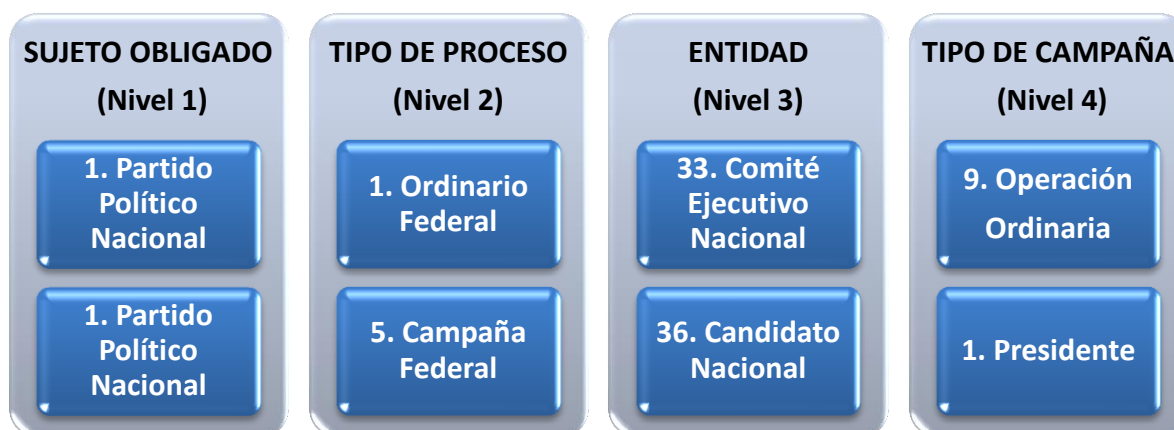 SUJETO OBLIGADO
(Nivel 1)
1. Partido
Político
Nacional
1. Partido
Político
Nacional
TIPO DE PROCESO
(Nivel 2)
1. Ordinario
Federal
5. Campaña
Federal
ENTIDAD
(Nivel 3)
33. Comité
Ejecutivo
Nacional
36. Candidato
Nacional
TIPO DE CAMPAÑA
(Nivel 4)
9. Operación
Ordinaria
1. Presidente